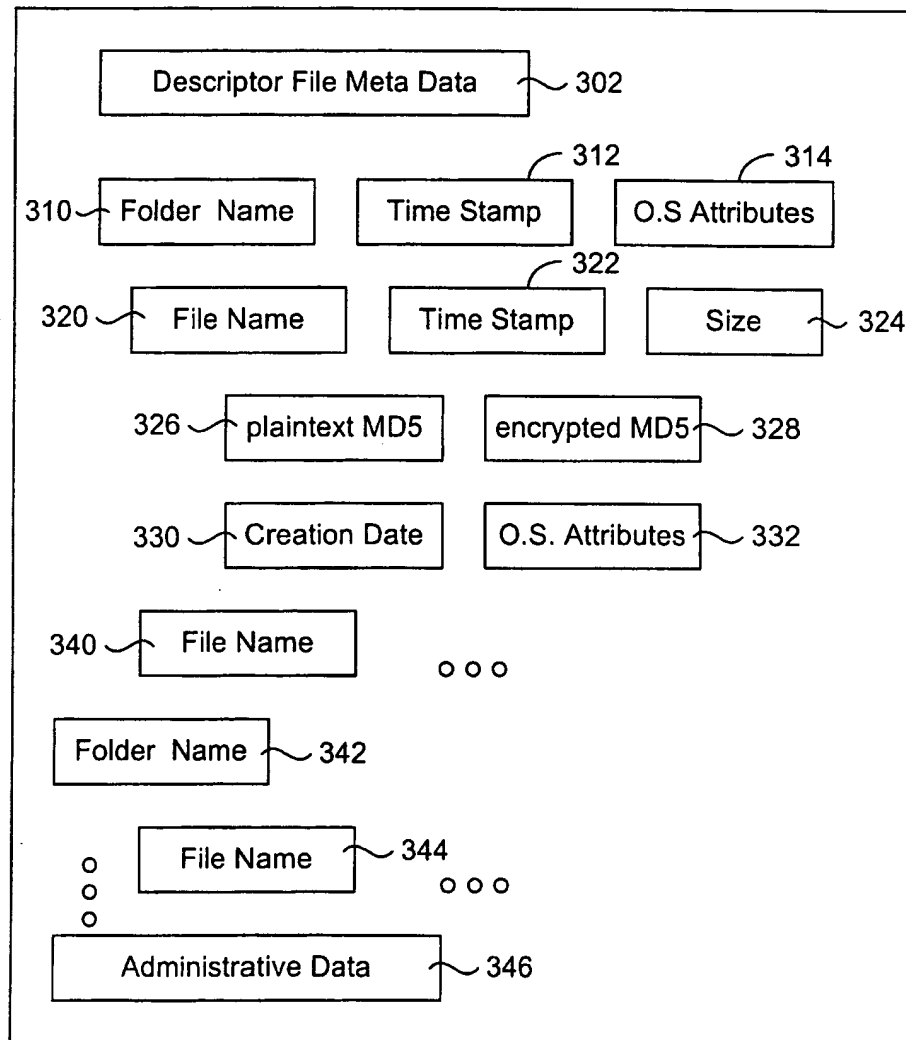 Descriptor File Meta Data 302
312 314
310 Folder Name Time Stamp O.S Attributes
322
320 File Name Time Stamp Size 324
326 plaintext MD5 encrypted MD5 328
330 Creation Date O.S. Attributes 332
340 File Name
Folder Name 342
File Name 344
Administrative Data 346